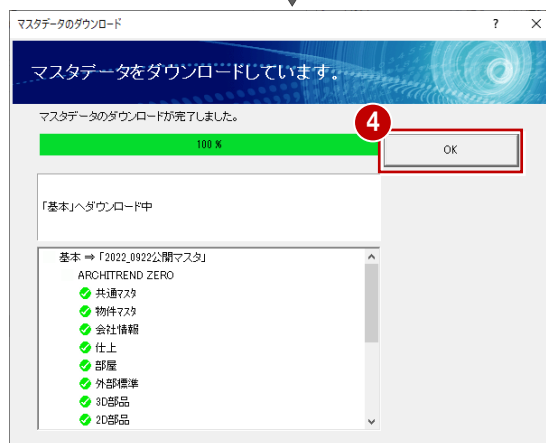 マスタデータのダウンロード
? ×
マスタデータをダウンロードしています。
マスタデータのダウンロードが完了しました。
100 %
4
OK
「基本」へダウンロード中
基本 ⇒ 「2022_0922公開マスタ」
ARCHITREND ZERO
共通マスタ
物件マスタ
会社情報
仕上
部屋
外部標準
3D部品
2D部品